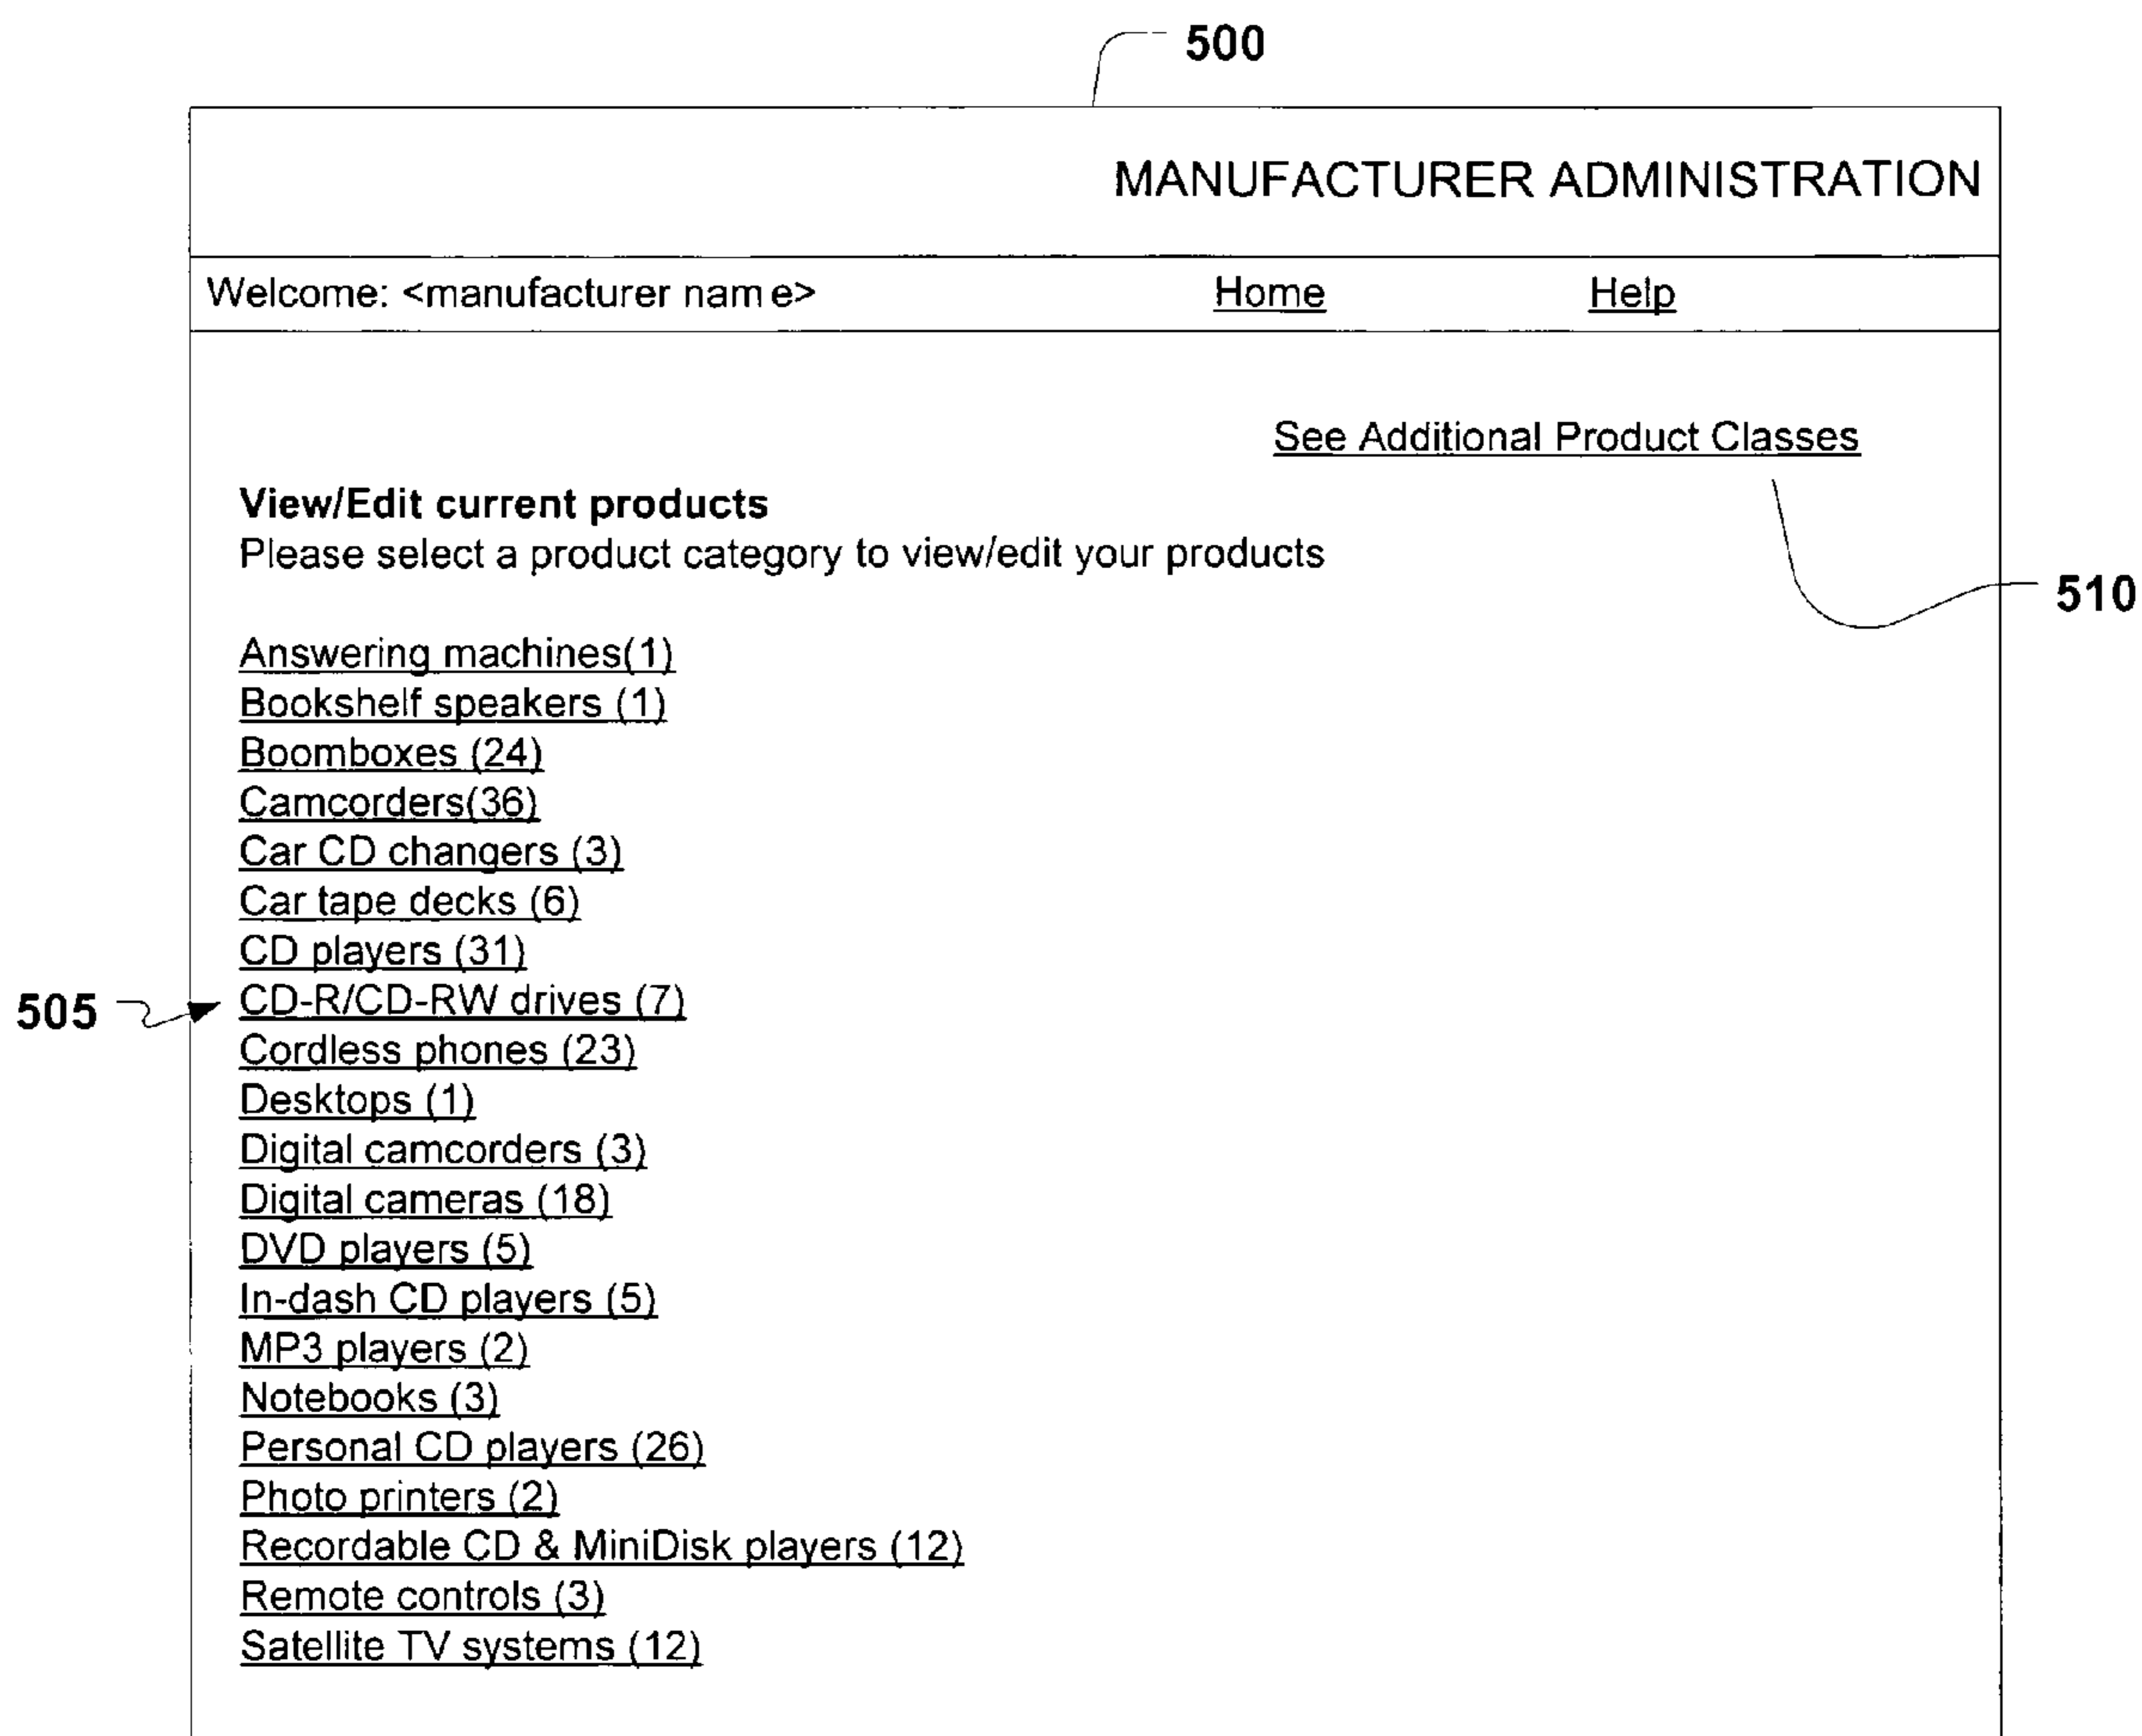 500
MANUFACTURER ADMINISTRATION
Welcome: <manufacturer name> Home Help
See Additional Product Classes
View/Edit current products
Please select a product category to view/edit your products
510
Answering machines(1)
Bookshelf speakers (1)
Boomboxes (24)
Camcorders(36)
Car CD changers (3)
Car tape decks (6)
CD players (31)
505 CD-R/CD-RW drives (7)
Cordless phones (23)
Desktops (1)
Digital camcorders (3)
Digital cameras (18)
DVD players (5)
In-dash CD players (5)
MP3 players (2)
Notebooks (3)
Personal CD players (26)
Photo printers (2)
Recordable CD & MiniDisk players (12)
Remote controls (3)
Satellite TV systems (12)